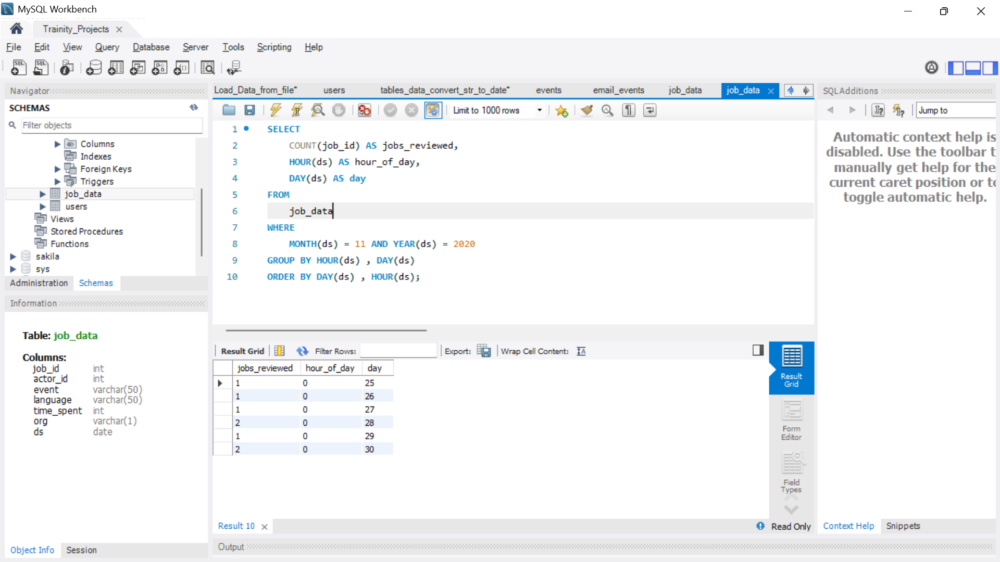 MySQL Workbench
Trainity_Projects
File Edit View Query Database Server Tools Scripting Help
Navigator
SCHEMAS
Filter objects
Columns
Indexes
Foreign Keys
Triggers
job_data
users
Views
Stored Procedures
Functions
sakila
sys
Administration Schemas
Information
Table: job_data
Columns:
job_id int
actor_id int
event varchar(50)
language varchar(50)
time_spent int
org varchar(1)
ds date
Object Info Session
Load_Data_from_file* users tables_data_convert_str_to_date* events email_events job_data job_data
Limit to 1000 rows
1 SELECT
2 COUNT(job_id) AS jobs_reviewed,
3 HOUR(ds) AS hour_of_day,
4 DAY(ds) AS day
5 FROM
6 job_data
7 WHERE
8 MONTH(ds) = 11 AND YEAR(ds) = 2020
9 GROUP BY HOUR(ds) , DAY(ds)
10 ORDER BY DAY(ds) , HOUR(ds);
Result Grid Filter Rows: Export: Wrap Cell Content:
jobs_reviewed hour_of_day day
1 0 25
1 0 26
1 0 27
2 0 28
1 0 29
2 0 30
Result
Grid
Form
Editor
Field
Types
Result 10
Read Only
Output
SQLAdditions
Jump to
Automatic context help is
disabled. Use the toolbar t
manually get help for the
current caret position or to
toggle automatic help.
Context Help Snippets